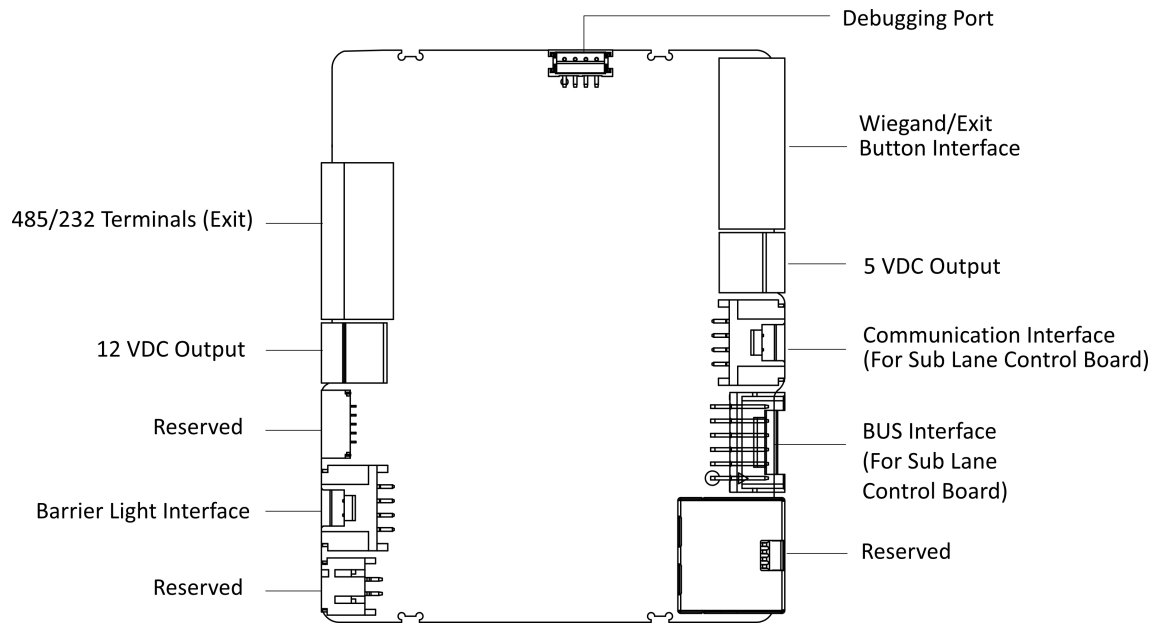 Debugging Port
Wiegand/Exit
Button Interface
485/232 Terminals (Exit)
5 VDC Output
12 VDC Output
Communication Interface
(For Sub Lane Control Board)
Reserved
BUS Interface
(For Sub Lane
Control Board)
Barrier Light Interface
Reserved
Reserved